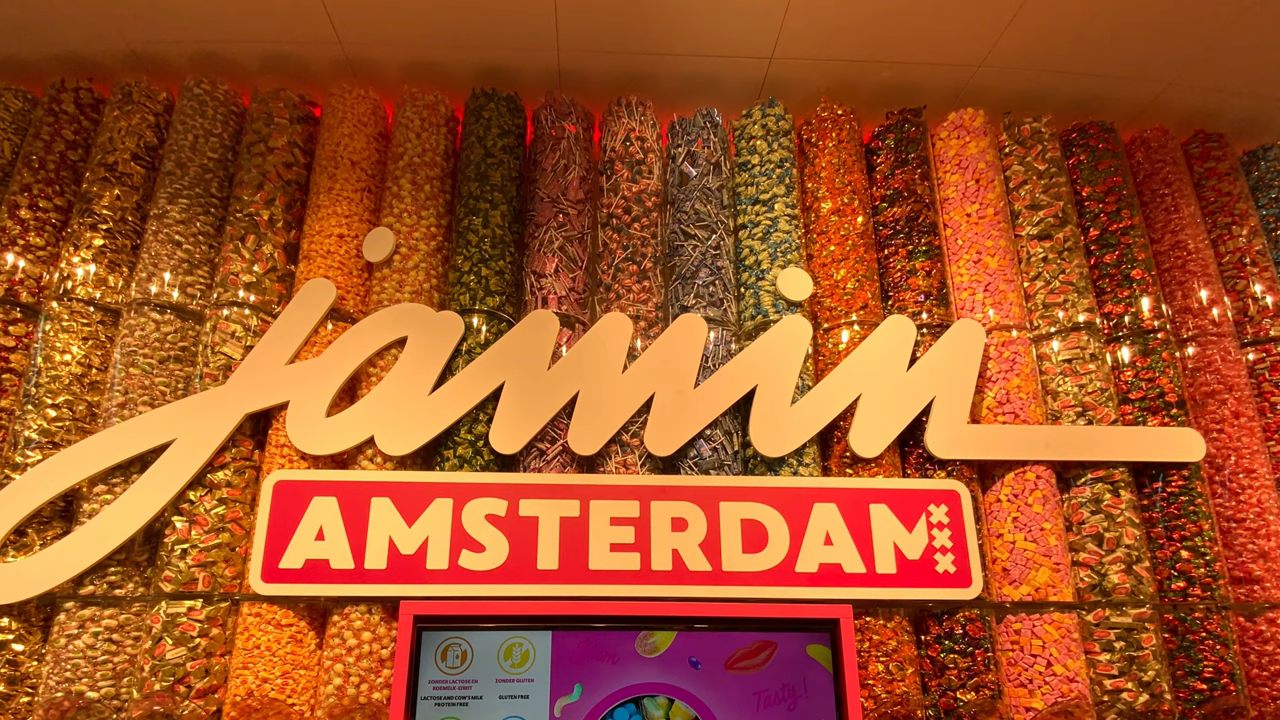 jamin
AMSTERDAM
ZONDER LACTOSE EN
KOEMELK-EIWIT
LACTOSE AND COW'S MILK
PROTEIN FREE
ZONDER GLUTEN
GLUTEN FREE
Tasty!